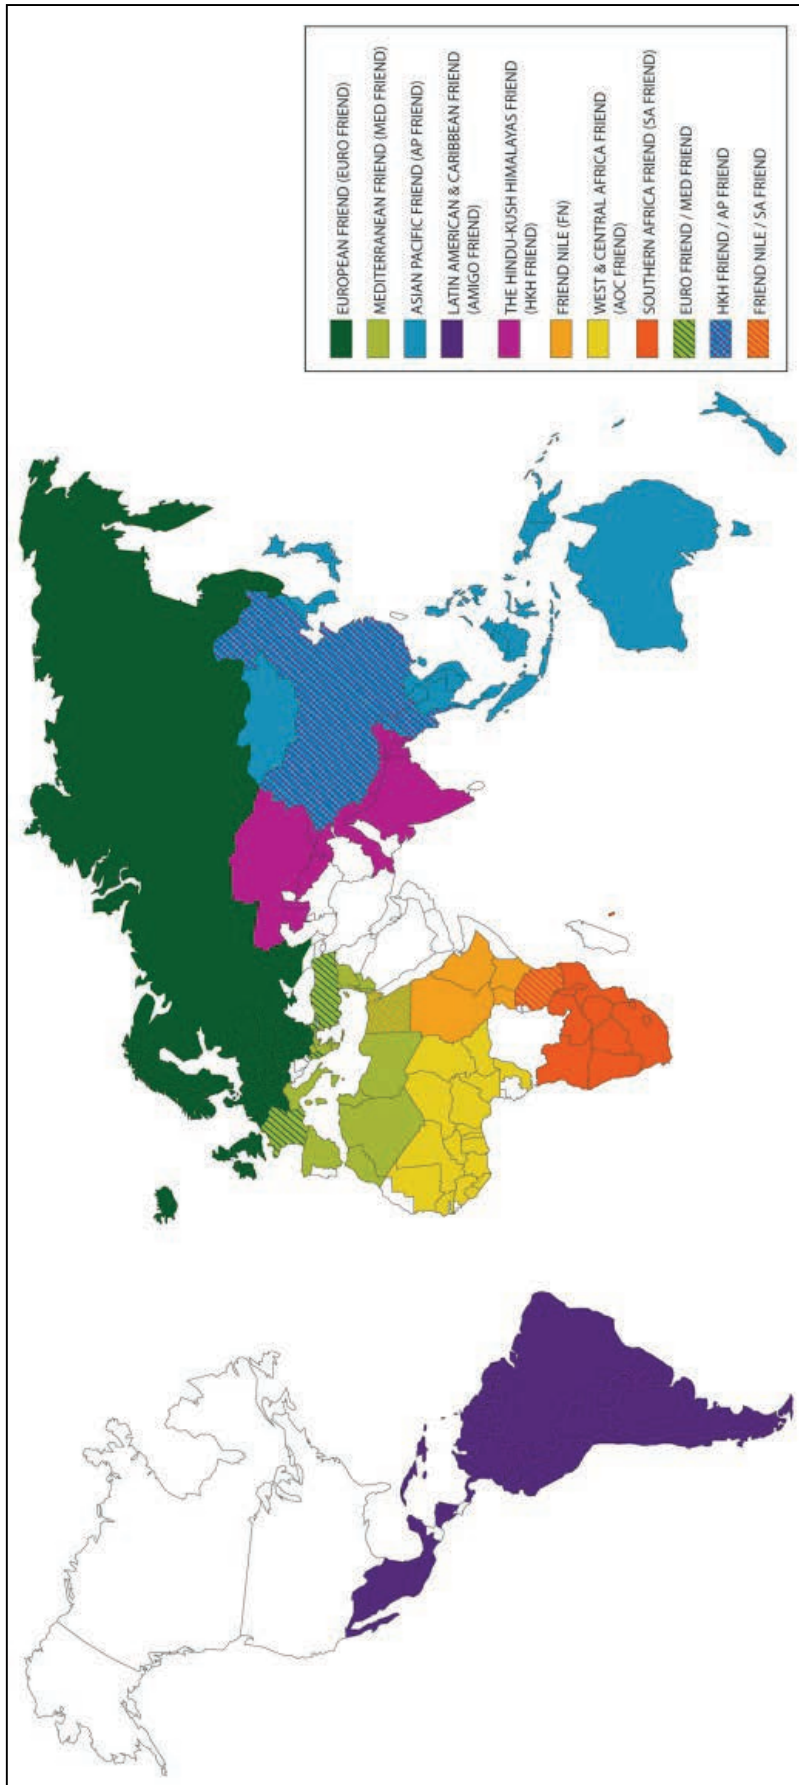 EUROPEAN FRIEND (EURO FRIEND)
MEDITERRANEAN FRIEND (MED FRIEND)
ASIAN PACIFIC FRIEND (AP FRIEND)
LATIN AMERICAN & CARIBBEAN FRIEND
(AMIGO FRIEND)
THE HINDU-KUSH HIMALAYAS FRIEND
(HKH FRIEND)
FRIEND NILE (FN)
WEST & CENTRAL AFRICA FRIEND
(AOC FRIEND)
SOUTHERN AFRICA FRIEND (SA FRIEND)
EURO FRIEND / MED FRIEND
HKH FRIEND / AP FRIEND
FRIEND NILE / SA FRIEND